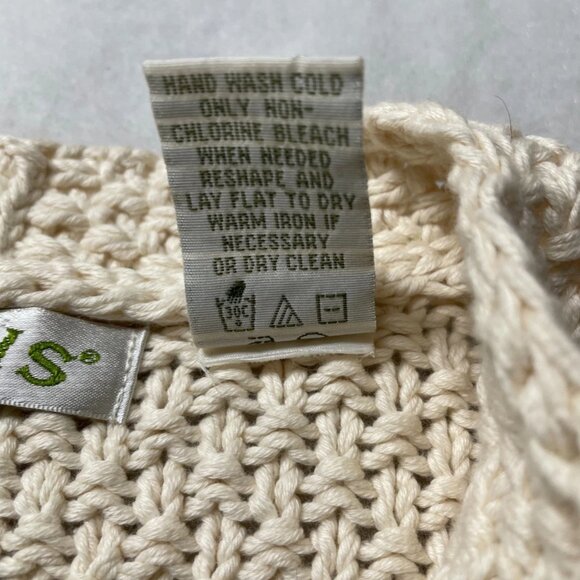 HAND WASH COLD
ONLY NON-
CHLORINE BLEACH
WHEN NEEDED
RESHAPE AND
LAY FLAT TO DRY
WARM IRON IF
NECESSARY
OR DRY CLEAN
30C
ls®